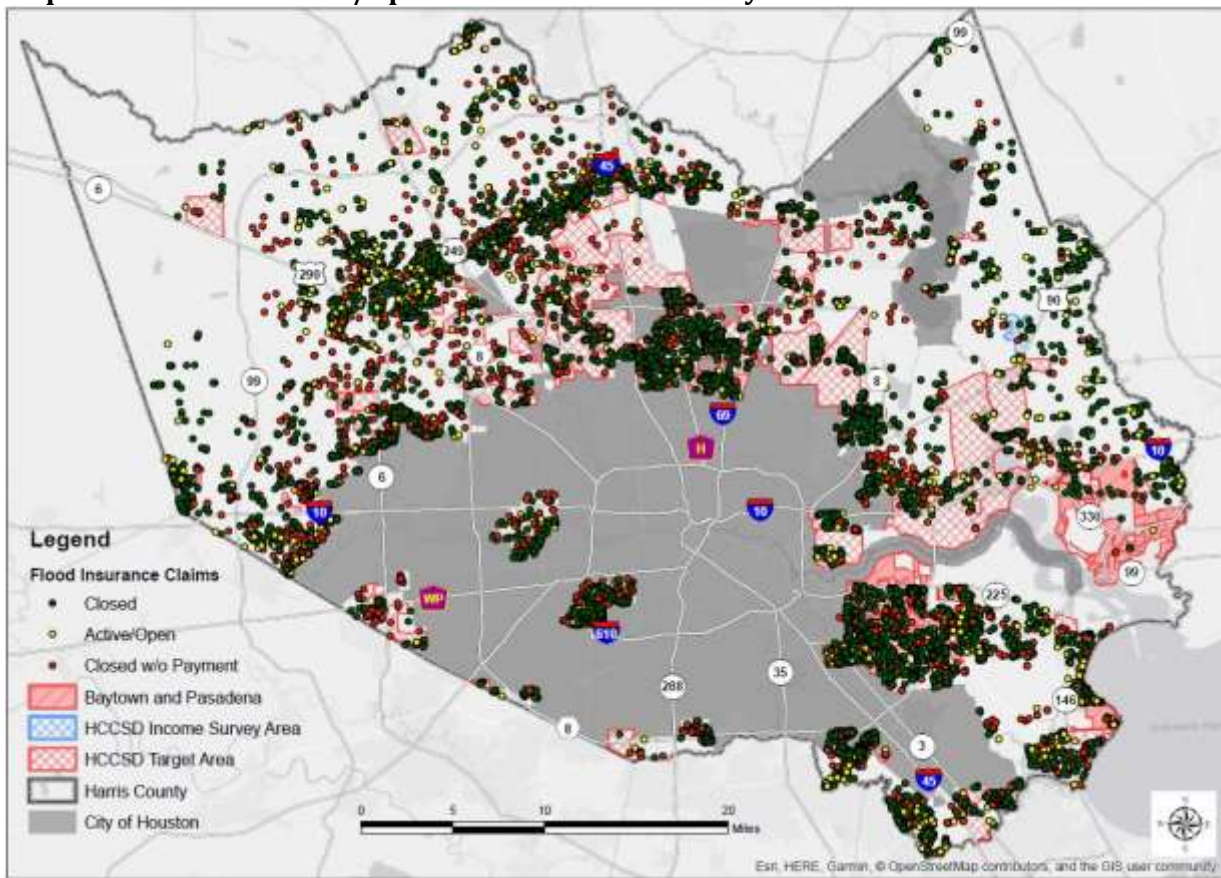 99
45
6
249
290
90
8
99
8
69
H
10
6
10
10
330
WP
99
225
610
35
288
146
8
3
45
Legend
Flood Insurance Claims
Closed
Active/Open
Closed w/o Payment
Baytown and Pasadena
HCCSD Income Survey Area
HCCSD Target Area
Harris County
City of Houston
0 5 10 20
Miles
Esri, HERE, Garmin, © OpenStreetMap contributors, and the GIS user community